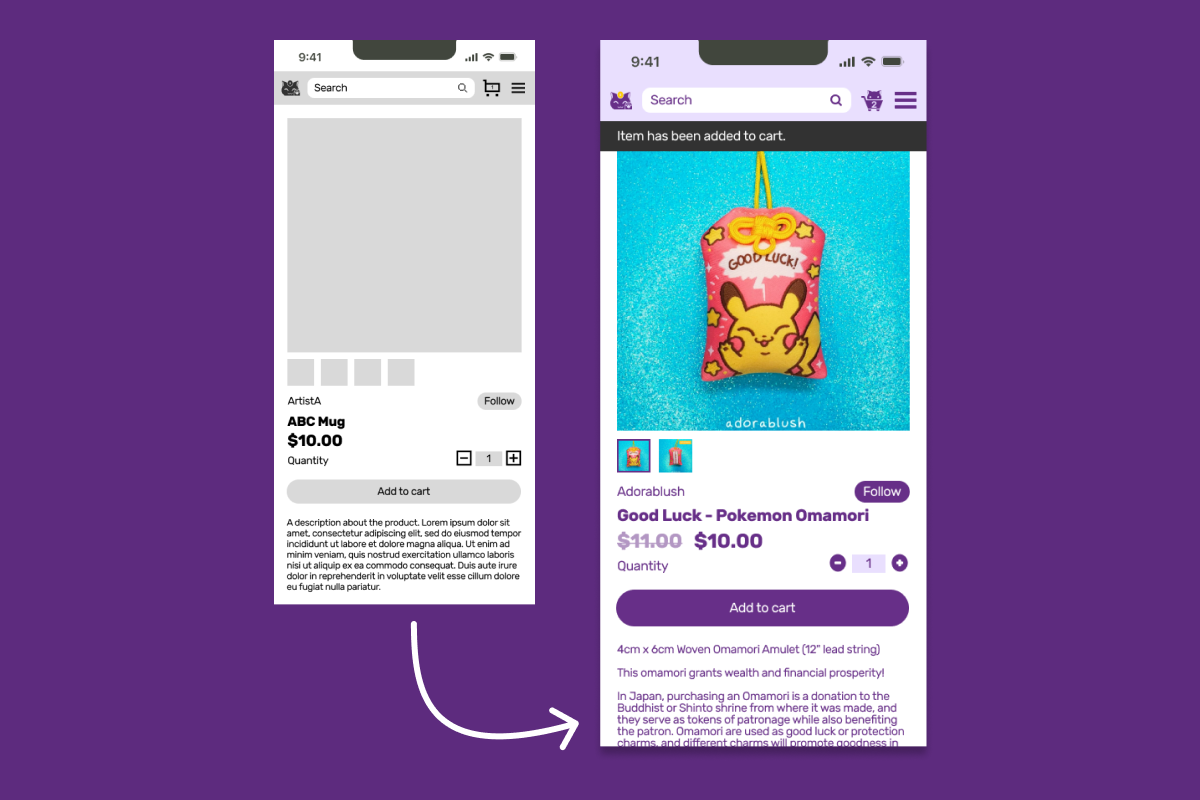 9:41
Search
1
ArtistA
Follow
ABC Mug
$10.00
Quantity
1
Add to cart
A description about the product. Lorem ipsum dolor sit
amet, consectetur adipiscing elit, sed do eiusmod tempor
incididunt ut labore et dolore magna aliqua. Ut enim ad
minim veniam, quis nostrud exercitation ullamco laboris
nisi ut aliquip ex ea commodo consequat. Duis aute irure
dolor in reprehenderit in voluptate velit esse cillum dolore
eu fugiat nulla pariatur.
9:41
Search
2
Item has been added to cart.
GOOD LUCK!
adorablush
Adorablush
Follow
Good Luck - Pokemon Omamori
$11.00 $10.00
Quantity
1
Add to cart
4cm x 6cm Woven Omamori Amulet (12" lead string)
This omamori grants wealth and financial prosperity!
In Japan, purchasing an Omamori is a donation to the
Buddhist or Shinto shrine from where it was made, and
they serve as tokens of patronage while also benefiting
the patron. Omamori are used as good luck or protection
charms, and different charms will promote goodness in